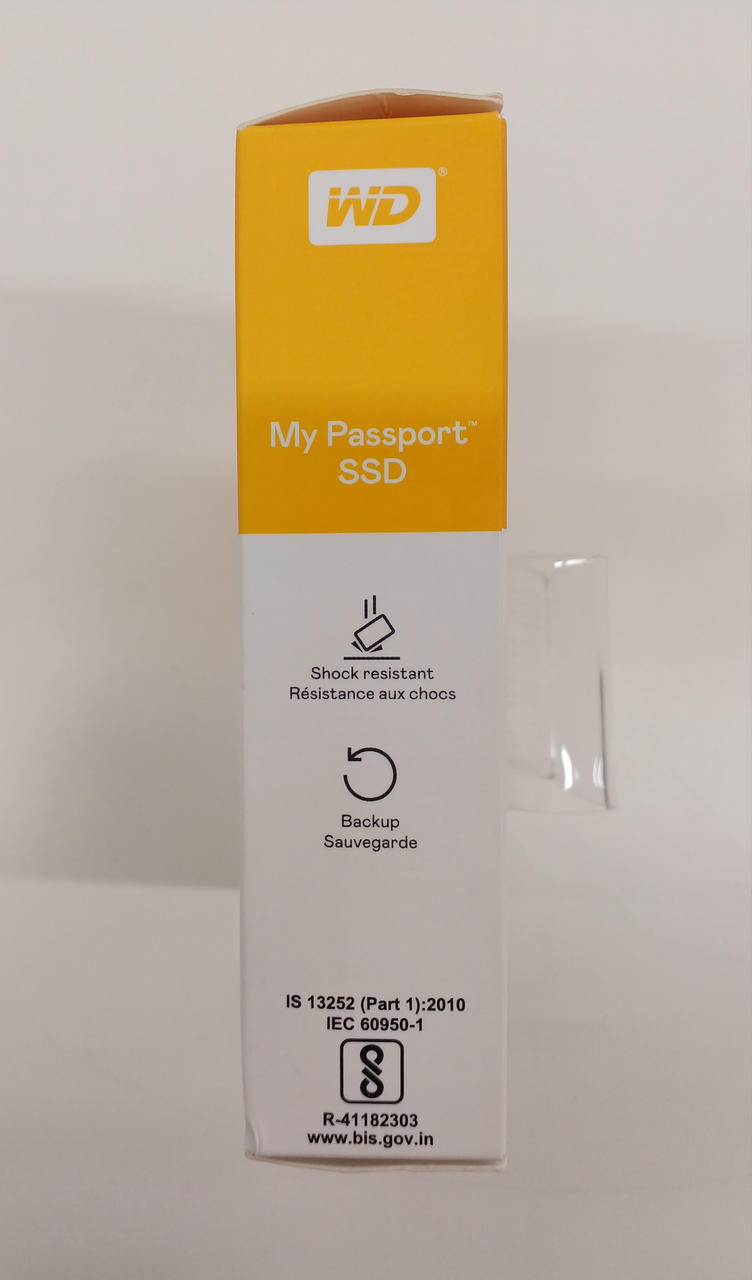 WD®
My Passport™
SSD
Shock resistant
Résistance aux chocs
Backup
Sauvegarde
IS 13252 (Part 1):2010
IEC 60950-1
R-41182303
www.bis.gov.in